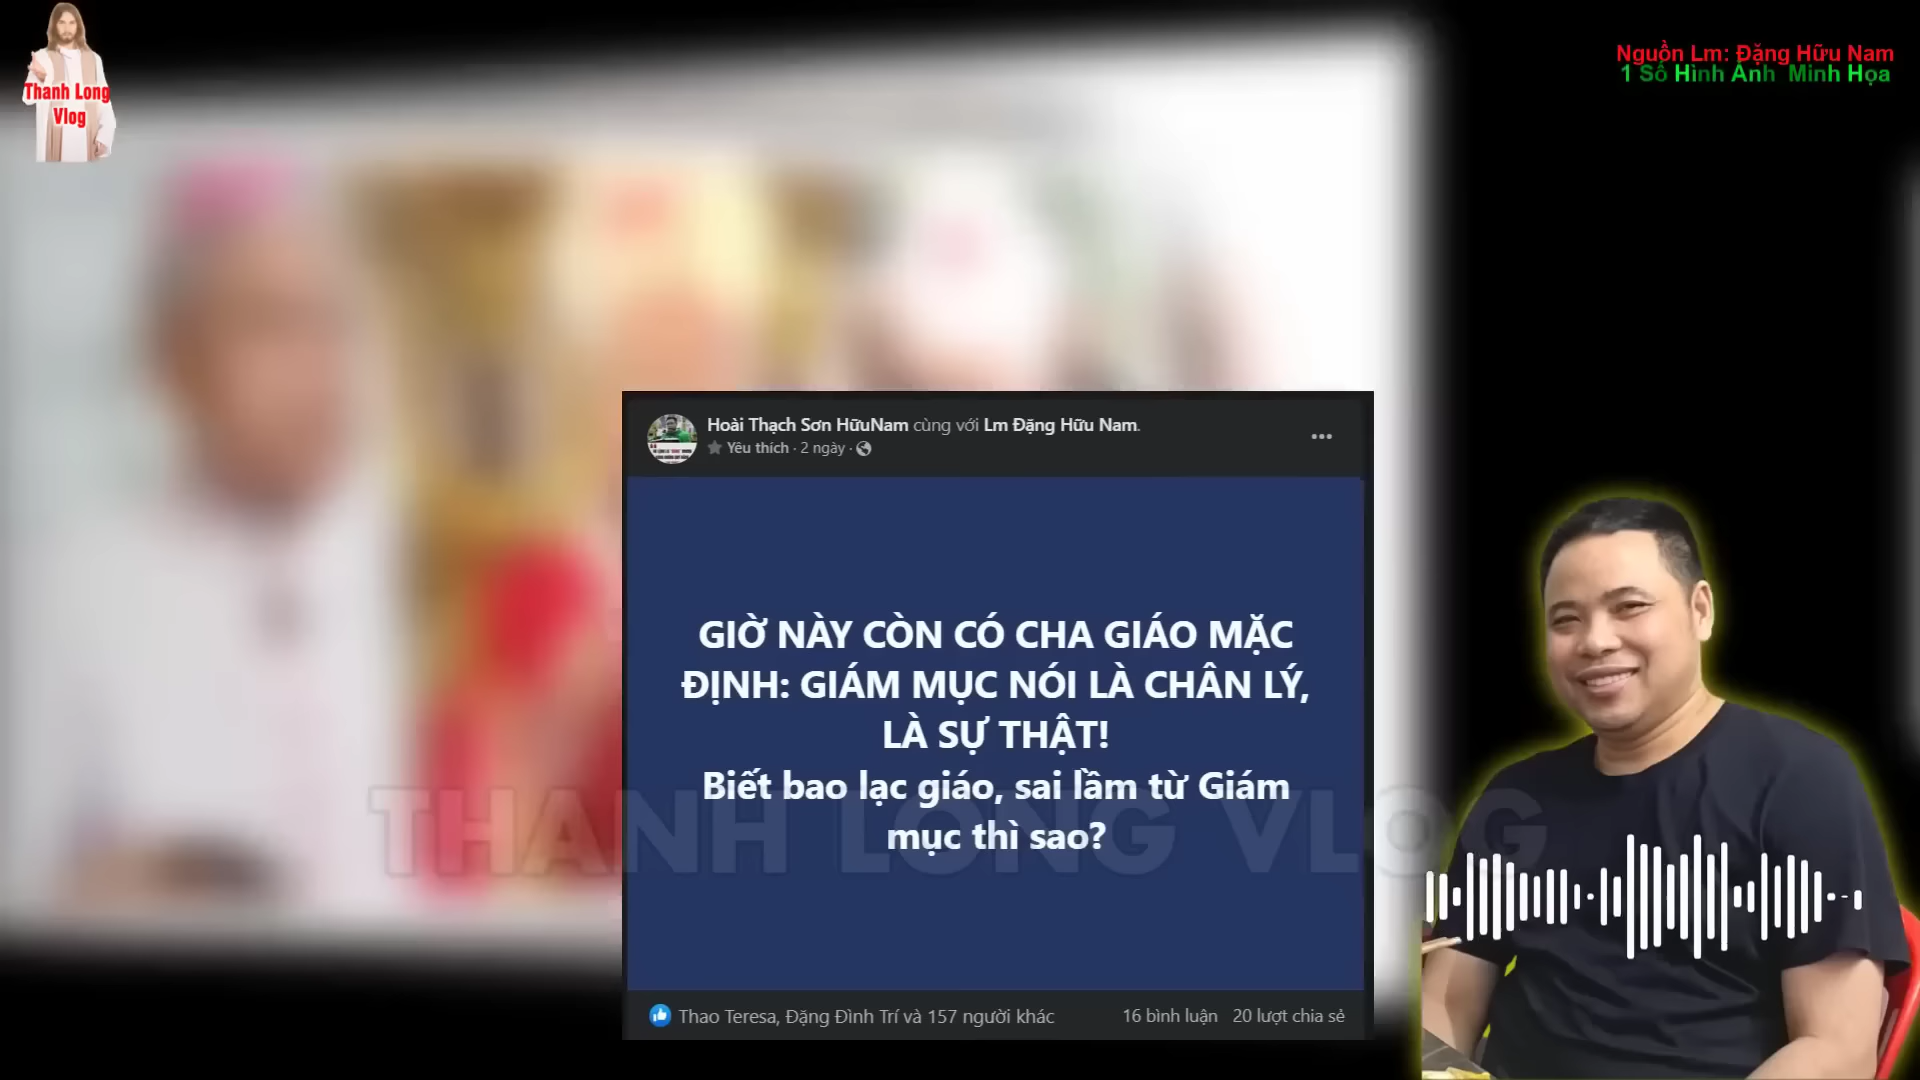 Thanh Long
Vlog
Nguồn Lm: Đặng Hữu Nam
1 Số Hình Ảnh Minh Họa
Hoài Thạch Sơn HữuNam cùng với Lm Đặng Hữu Nam.
Yêu thích · 2 ngày ·
GIỜ NÀY CÒN CÓ CHA GIÁO MẶC
ĐỊNH: GIÁM MỤC NÓI LÀ CHÂN LÝ,
LÀ SỰ THẬT!
Biết bao lạc giáo, sai lầm từ Giám
mục thì sao?
THANH LONG VLOG
Thao Teresa, Đặng Đình Trí và 157 người khác
16 bình luận 20 lượt chia sẻ